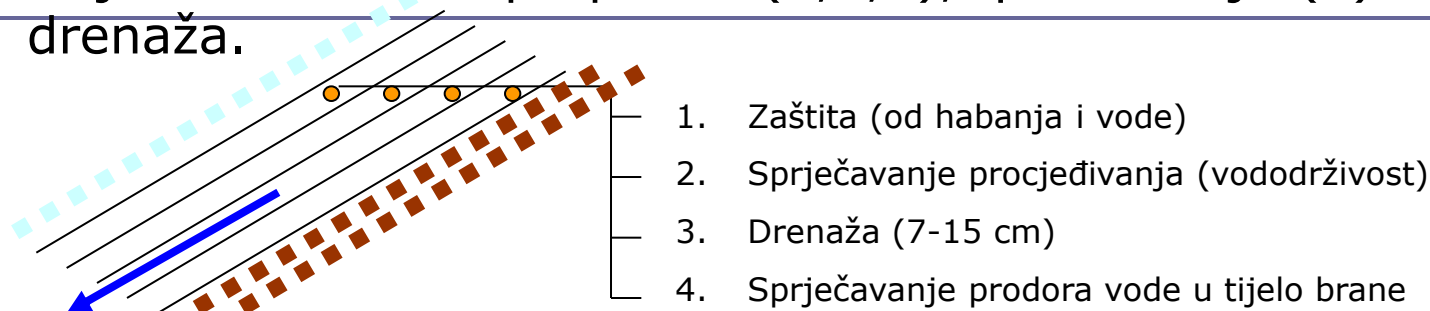 drenaža.
1. Zaštita (od habanja i vode)
2. Sprječavanje procjeđivanja (vododrživost)
3. Drenaža (7-15 cm)
4. Sprječavanje prodora vode u tijelo brane